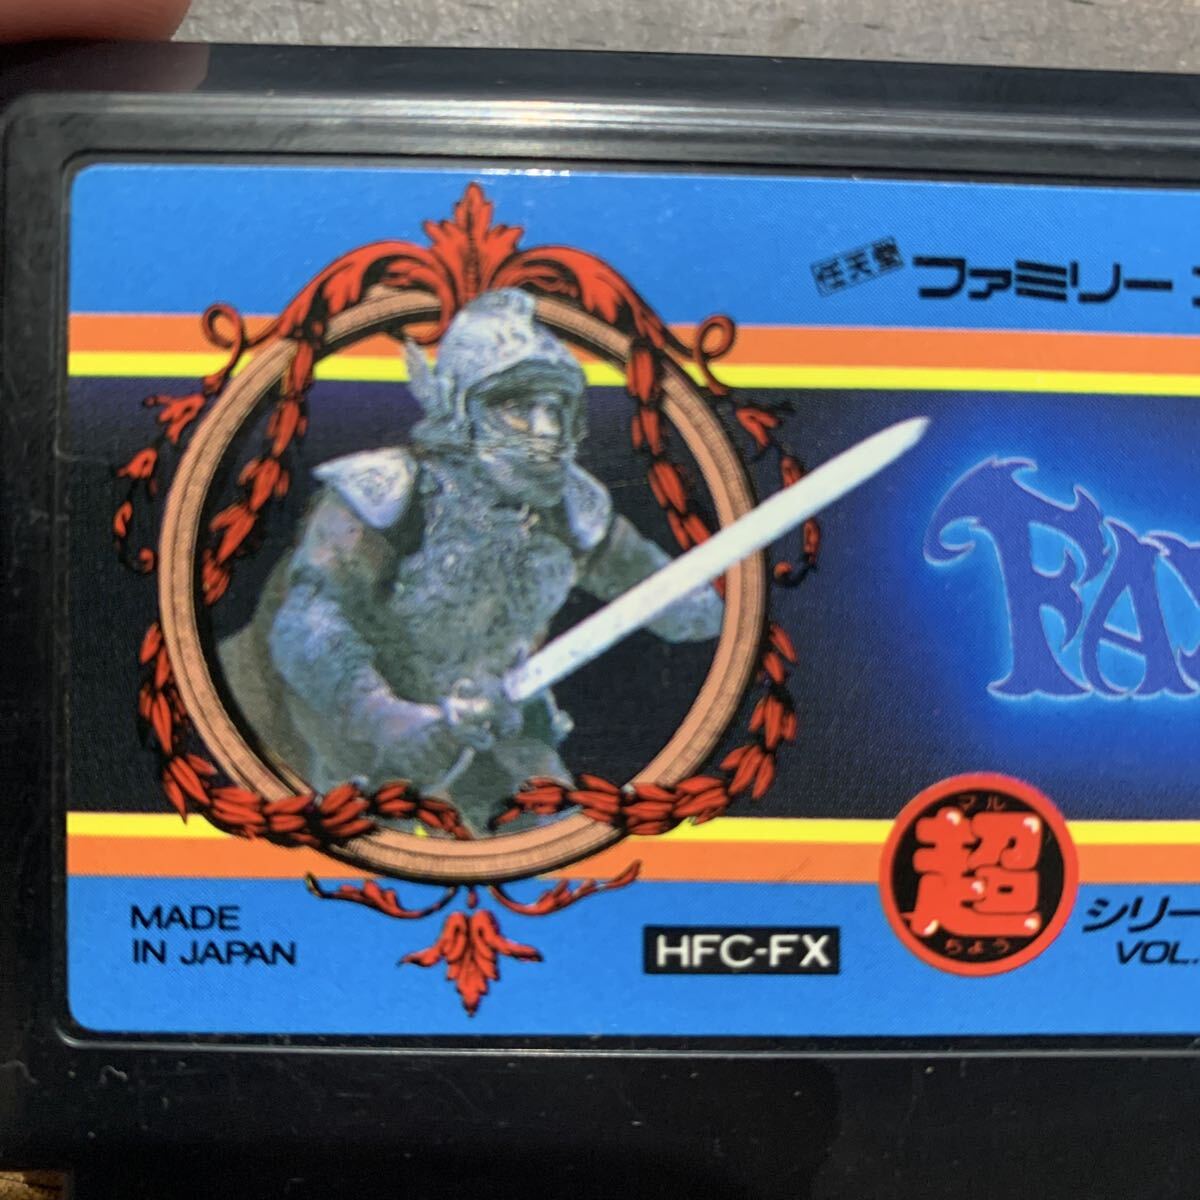 任天堂 ファミリー
FA
マル
超
ちょう
シリー
VOL.
MADE
IN JAPAN
HFC-FX